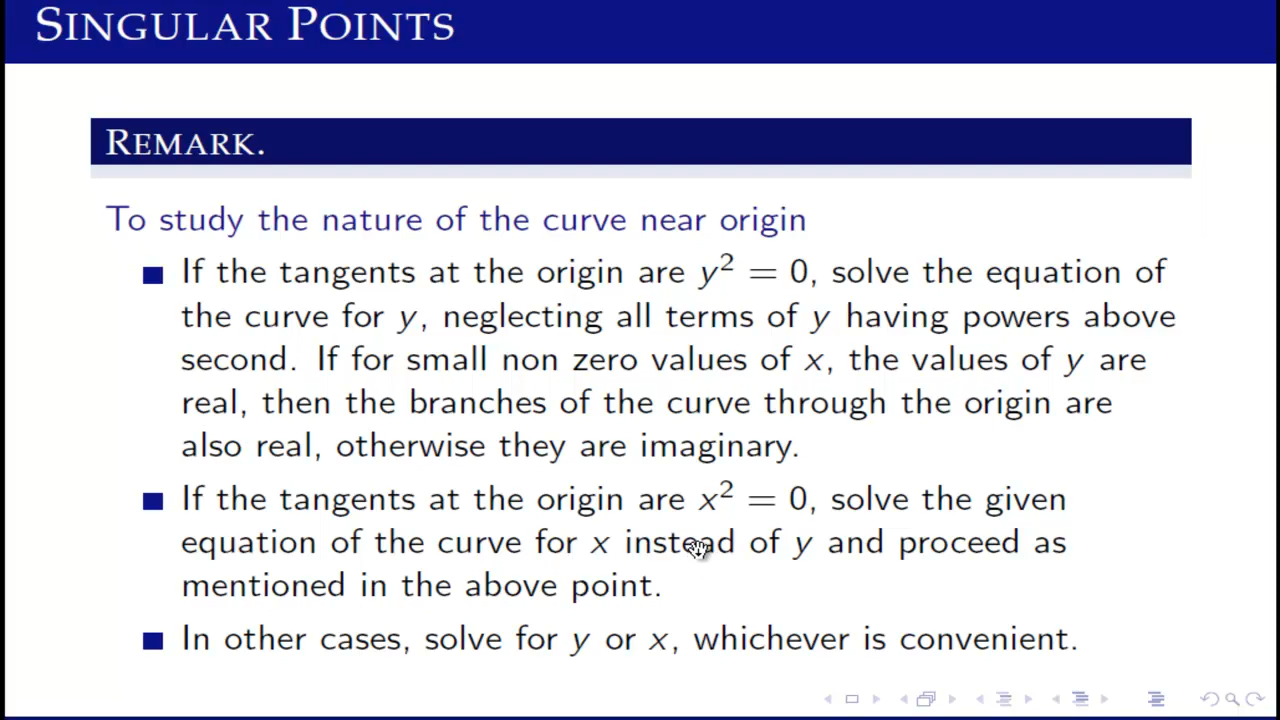 SINGULAR POINTS
REMARK.
To study the nature of the curve near origin
If the tangents at the origin are y² = 0, solve the equation of
the curve for y, neglecting all terms of y having powers above
second. If for small non zero values of x, the values of y are
real, then the branches of the curve through the origin are
also real, otherwise they are imaginary.
If the tangents at the origin are x² = 0, solve the given
equation of the curve for x instead of y and proceed as
mentioned in the above point.
In other cases, solve for y or x, whichever is convenient.